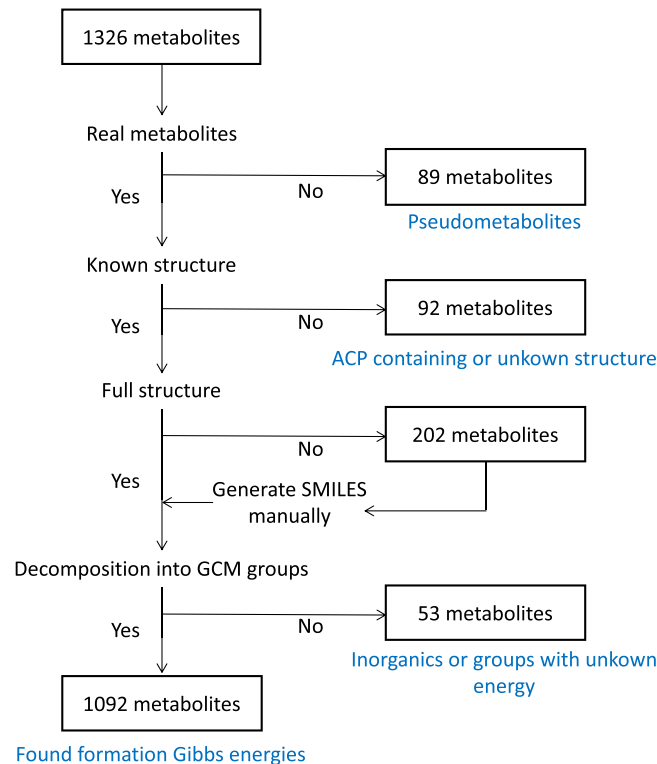 1326 metabolites
Real metabolites
No
89 metabolites
Yes
Pseudometabolites
Known structure
No
92 metabolites
Yes
ACP containing or unkown structure
Full structure
No
202 metabolites
Yes
Generate SMILES
manually
Decomposition into GCM groups
No
53 metabolites
Yes
Inorganics or groups with unkown
energy
1092 metabolites
Found formation Gibbs energies